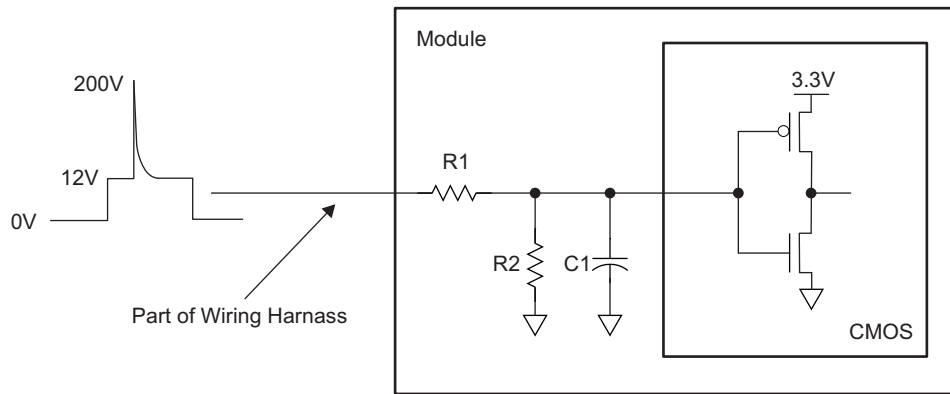 Module
200V
3.3V
R1
12V
0V
R2
C1
Part of Wiring Harnass
CMOS